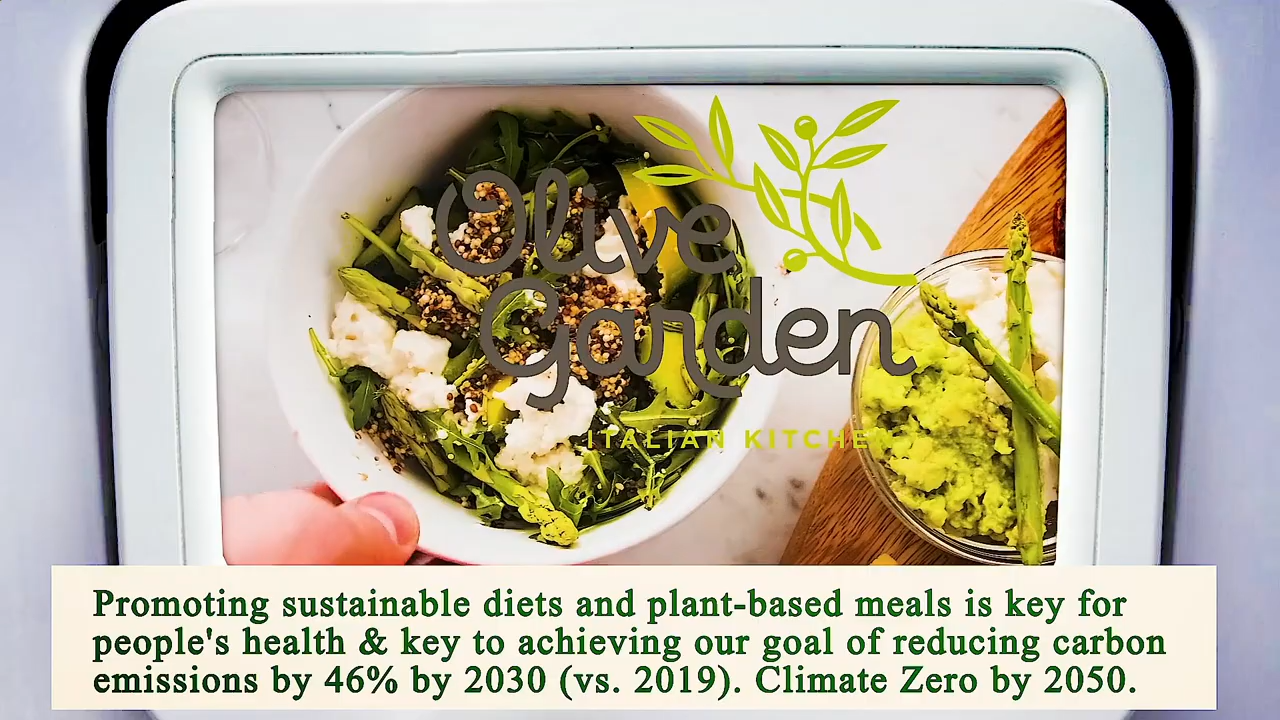 Olive
Garden
ITALIAN KITCHEN
Promoting sustainable diets and plant-based meals is key for
people's health & key to achieving our goal of reducing carbon
emissions by 46% by 2030 (vs. 2019). Climate Zero by 2050.